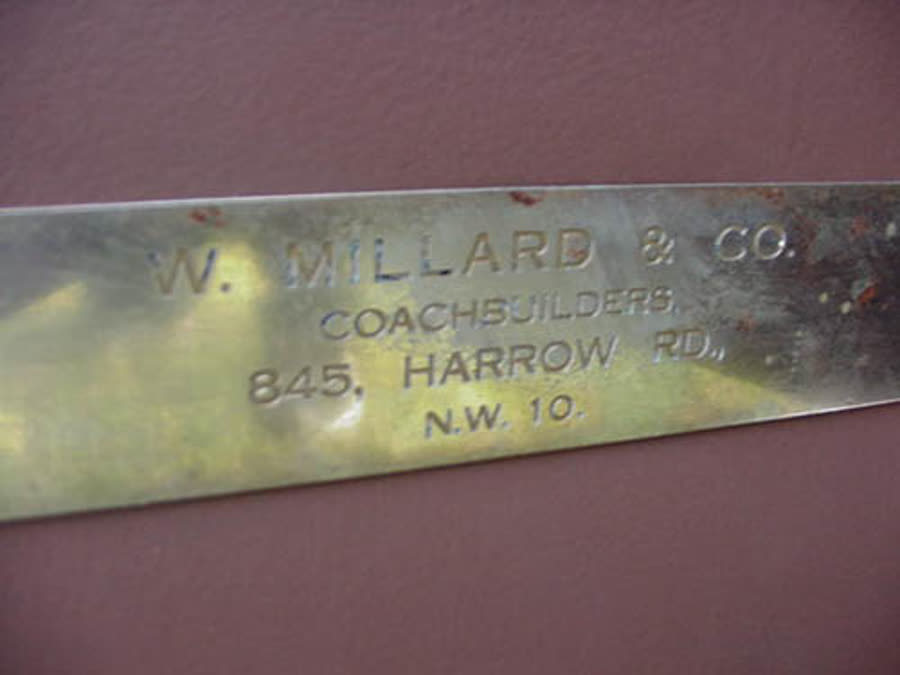 W. MILLARD & CO.
COACHBUILDERS,
845, HARROW RD.,
N.W. 10.